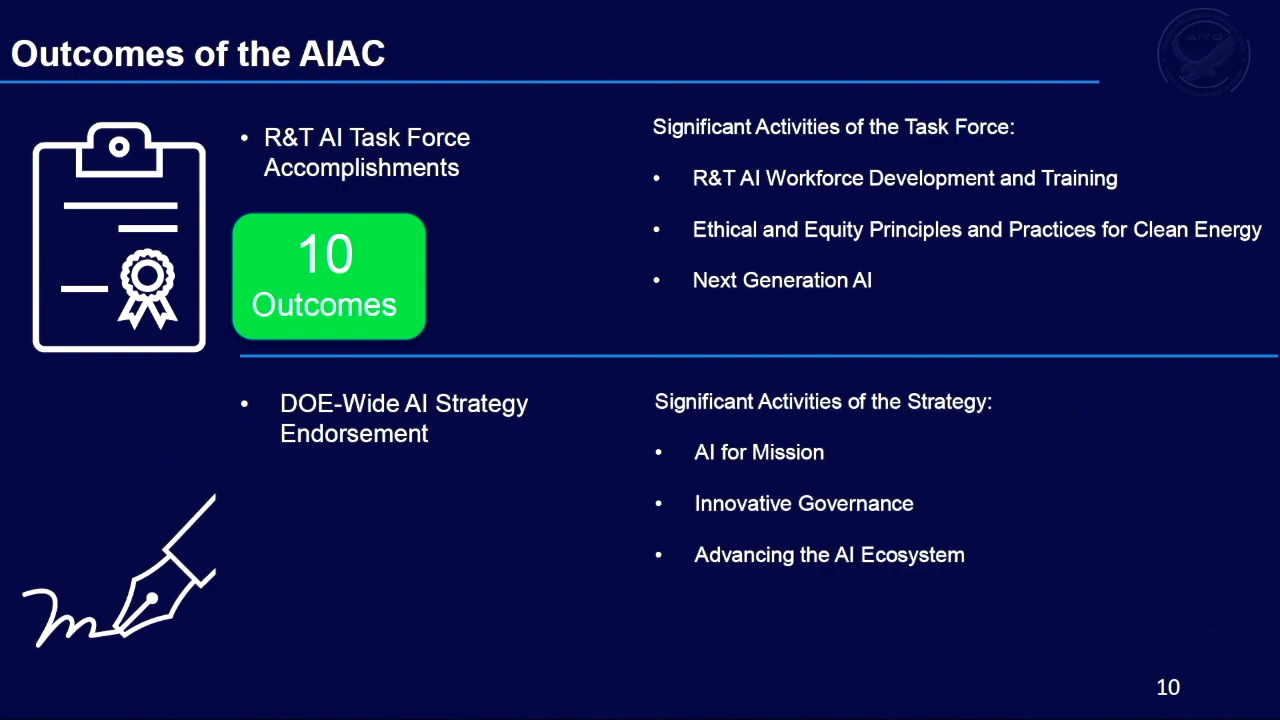 Outcomes of the AIAC
AITO
• R&T AI Task Force
Accomplishments
10
Outcomes
Significant Activities of the Task Force:
• R&T AI Workforce Development and Training
• Ethical and Equity Principles and Practices for Clean Energy
• Next Generation AI
• DOE-Wide AI Strategy
Endorsement
Significant Activities of the Strategy:
• AI for Mission
• Innovative Governance
• Advancing the AI Ecosystem
10